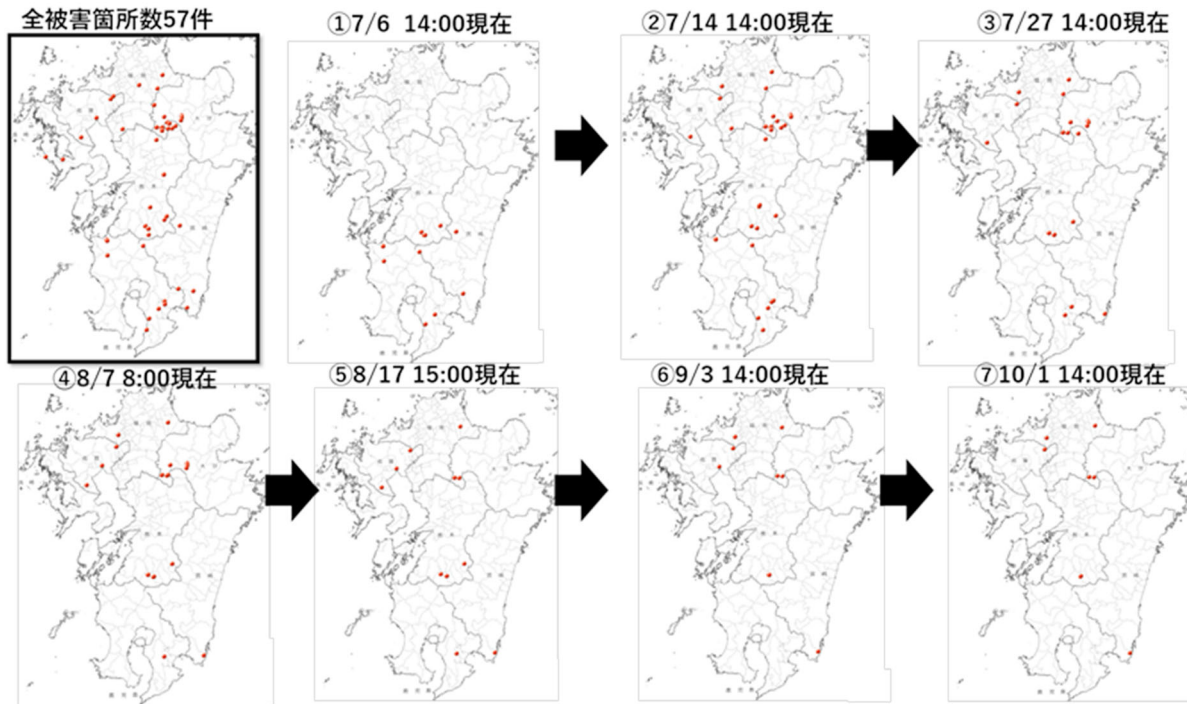 全被害箇所数57件
①7/6 14:00現在
②7/14 14:00現在
③7/27 14:00現在
④8/7 8:00現在
⑤8/17 15:00現在
⑥9/3 14:00現在
⑦10/1 14:00現在